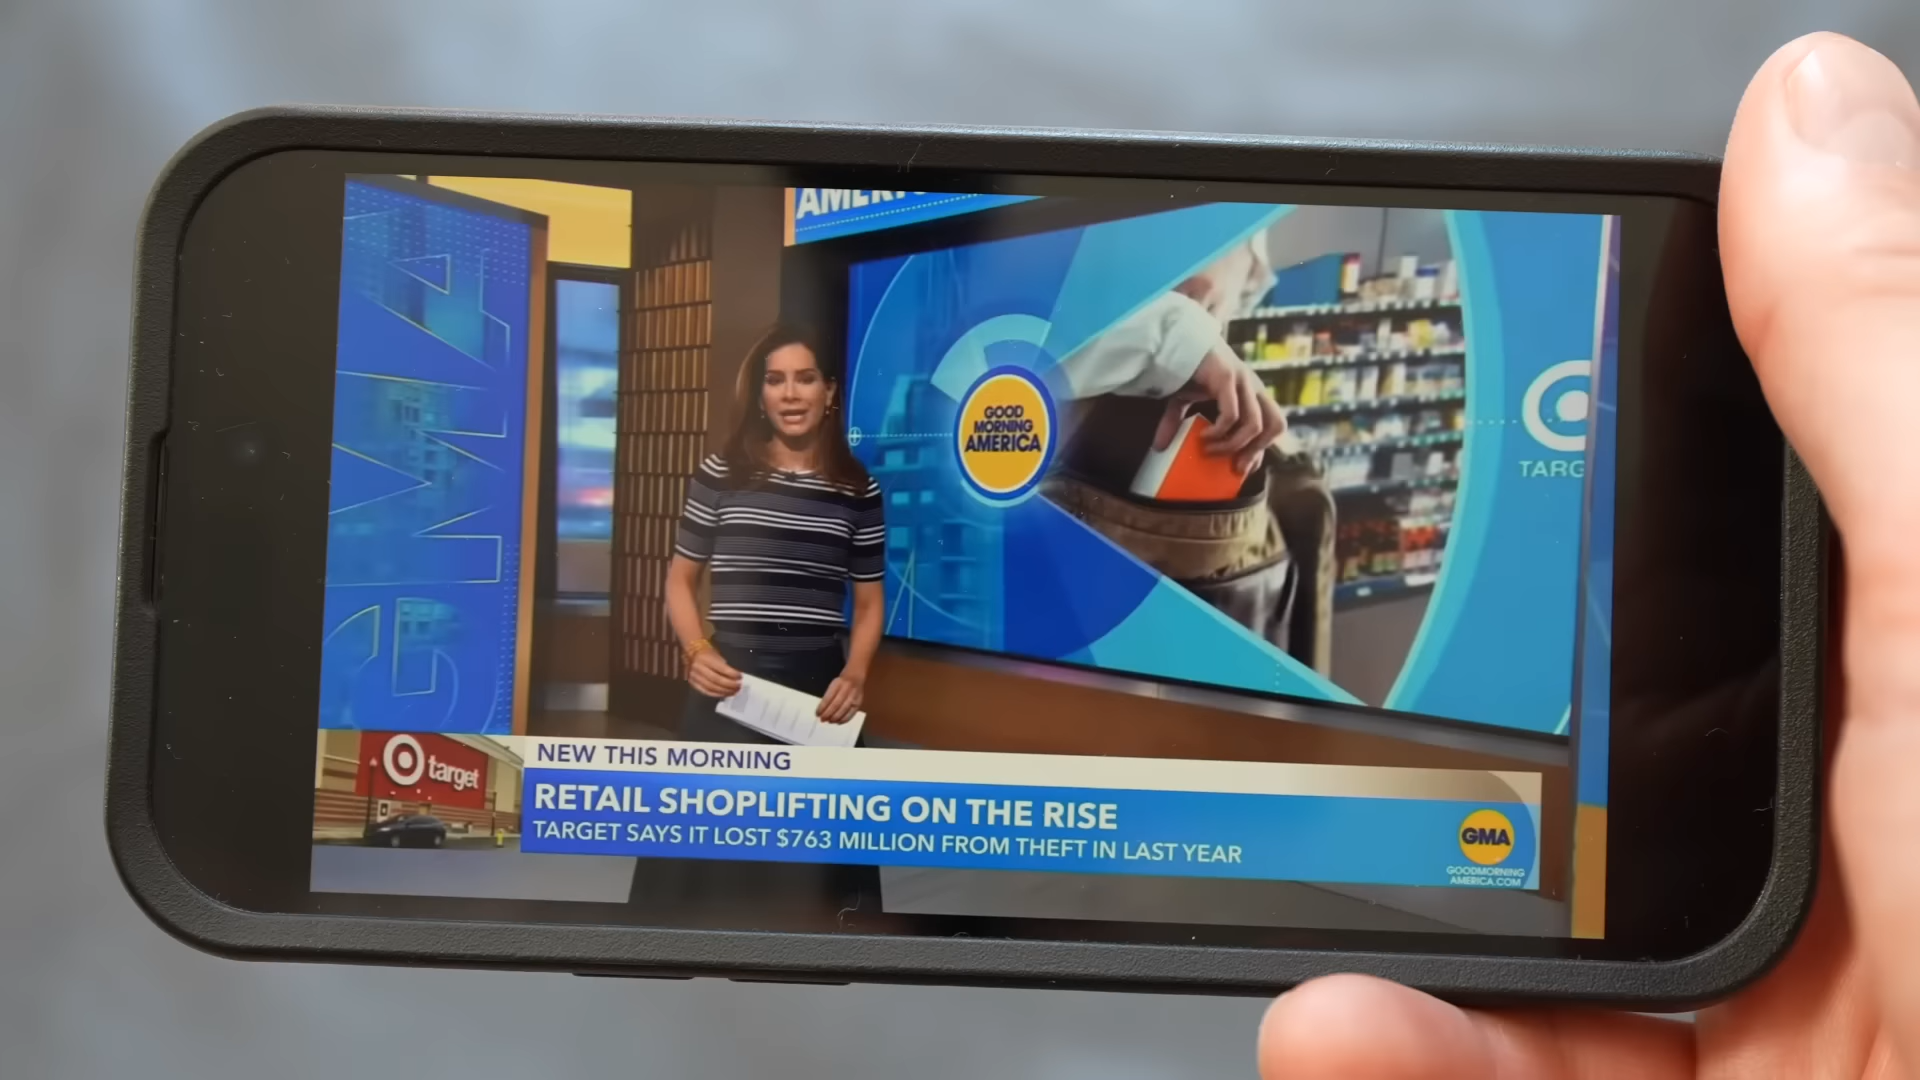 GMA
AMERI
GOOD
MORNING
AMERICA
TARG
target
NEW THIS MORNING
RETAIL SHOPLIFTING ON THE RISE
TARGET SAYS IT LOST $763 MILLION FROM THEFT IN LAST YEAR
GMA
GOODMORNING
AMERICA.COM